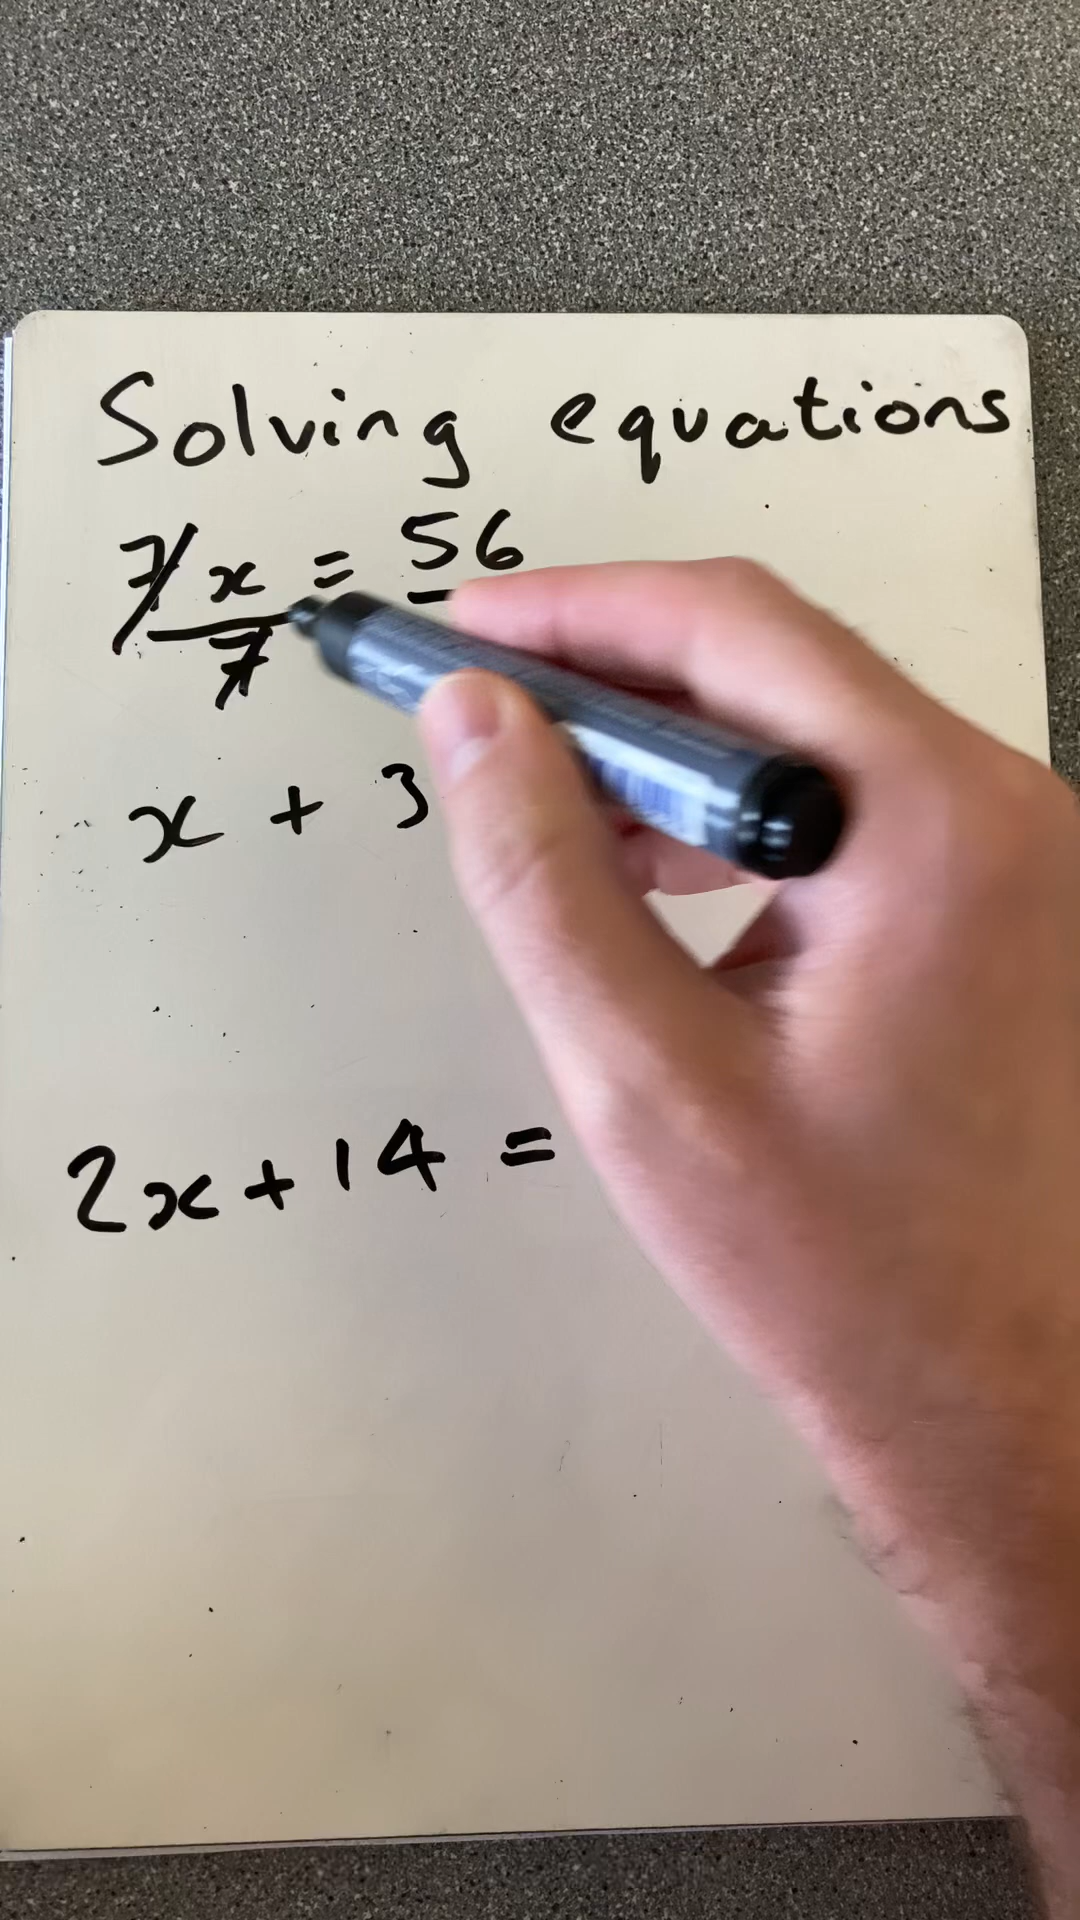 Solving equations
7x = 56
7
x + 3
2x + 14 =